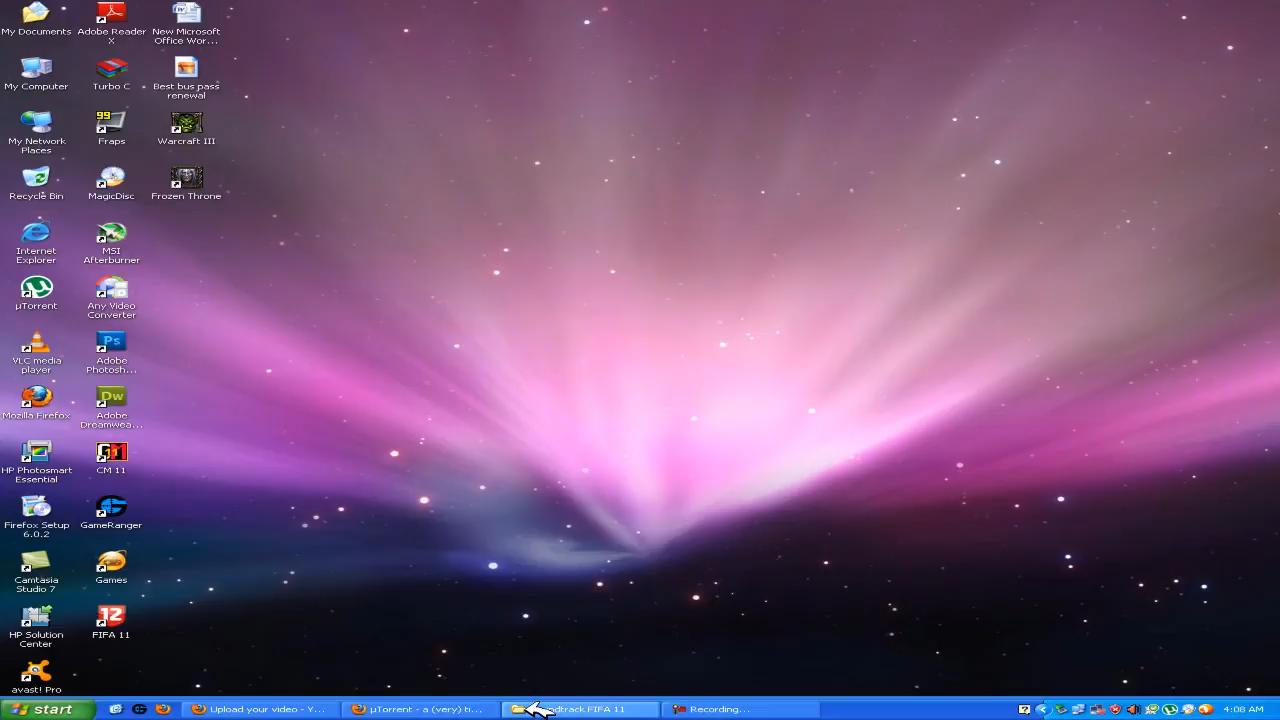 My Documents
Adobe Reader
X
New Microsoft
Office Wor...
My Computer
Turbo C
Best bus pass
renewal
My Network
Places
99
Fraps
Warcraft III
Recycle Bin
MagicDisc
Frozen Throne
Internet
Explorer
MSI
Afterburner
µTorrent
Any Video
Converter
VLC media
player
Ps
Adobe
Photosh...
Mozilla Firefox
Dw
Adobe
Dreamwea...
HP Photosmart
Essential
CM 11
Firefox Setup
6.0.2
GameRanger
Camtasia
Studio 7
Games
HP Solution
Center
12
FIFA 11
avast! Pro
start
Upload your video - Y...
µTorrent - a (very) ti...
FIFA 11
Recording...
4:08 AM